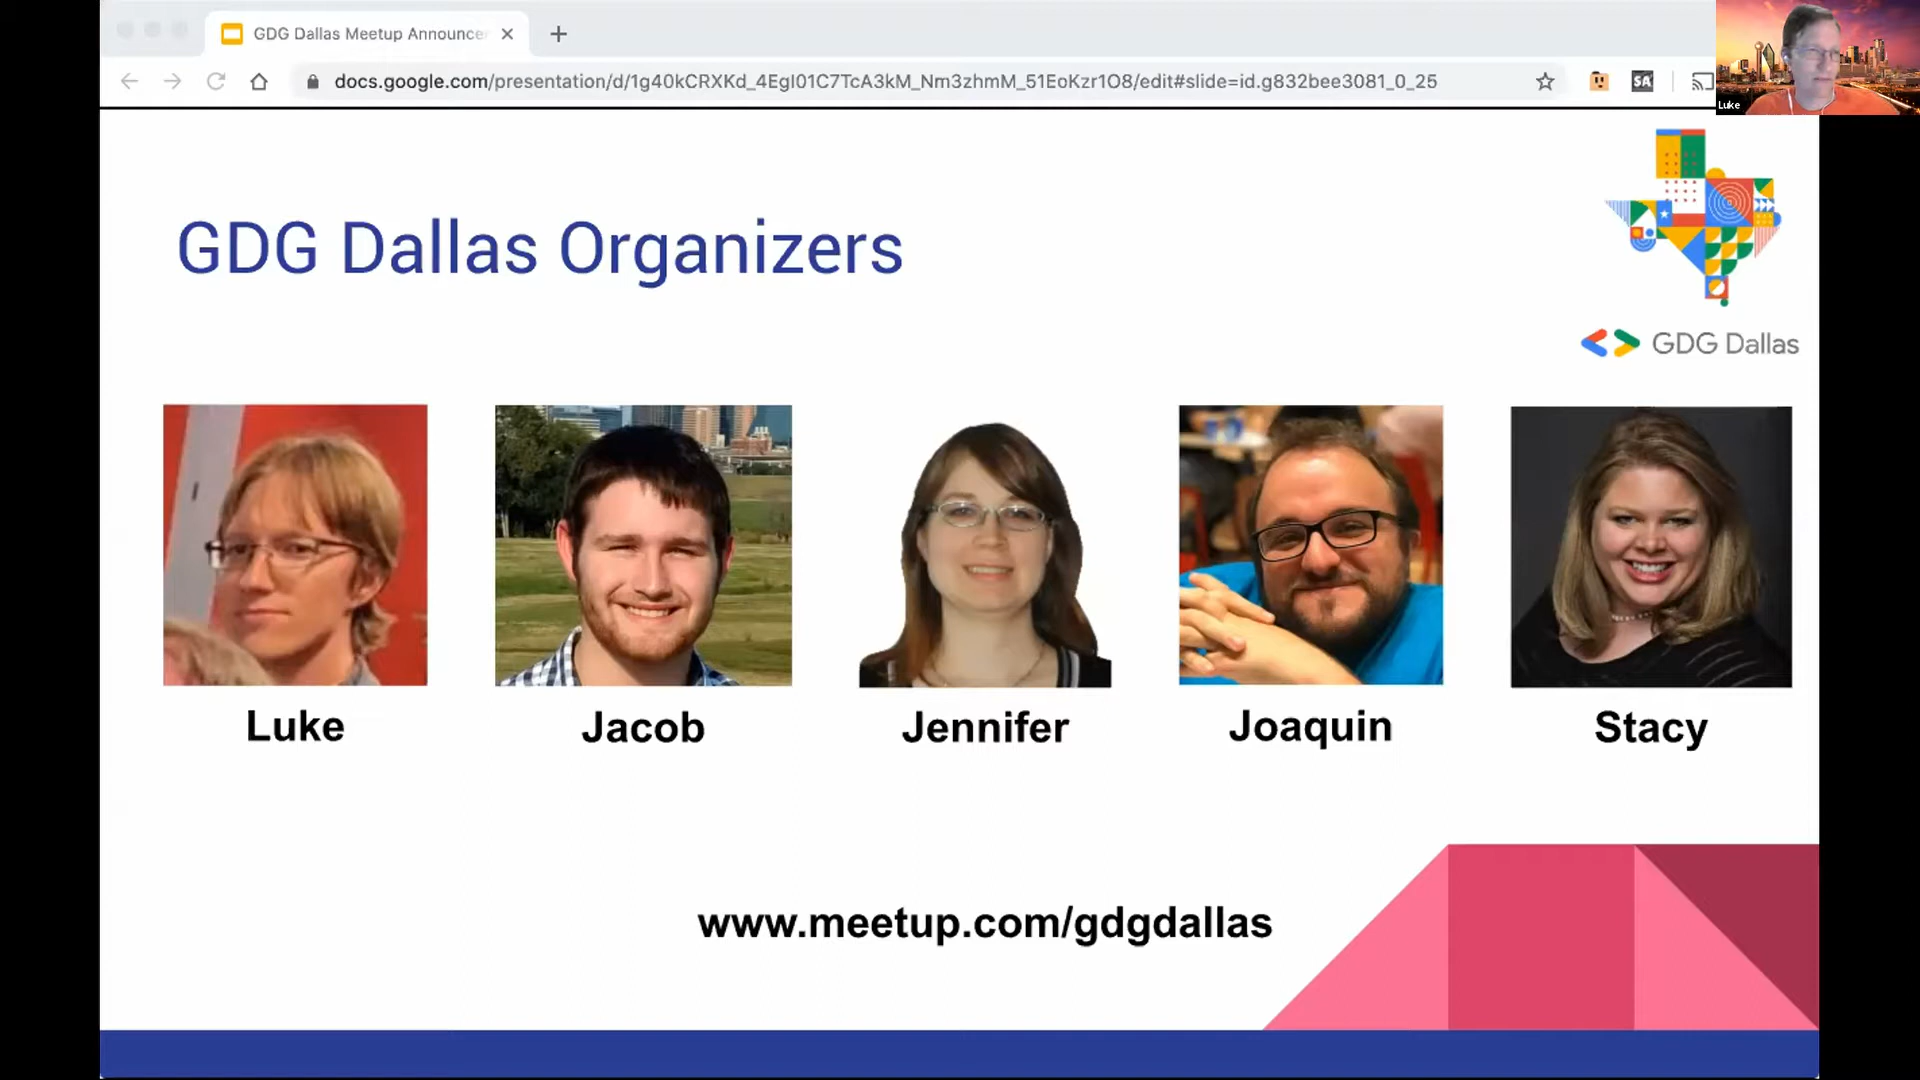 GDG Dallas Meetup Announce
docs.google.com/presentation/d/1g40kCRXKd_4EgI01C7TcA3kM_Nm3zhmM_51EoKzr1O8/edit#slide=id.g832bee3081_0_25
SA
Luke
GDG Dallas Organizers
GDG Dallas
Luke
Jacob
Jennifer
Joaquin
Stacy
www.meetup.com/gdgdallas